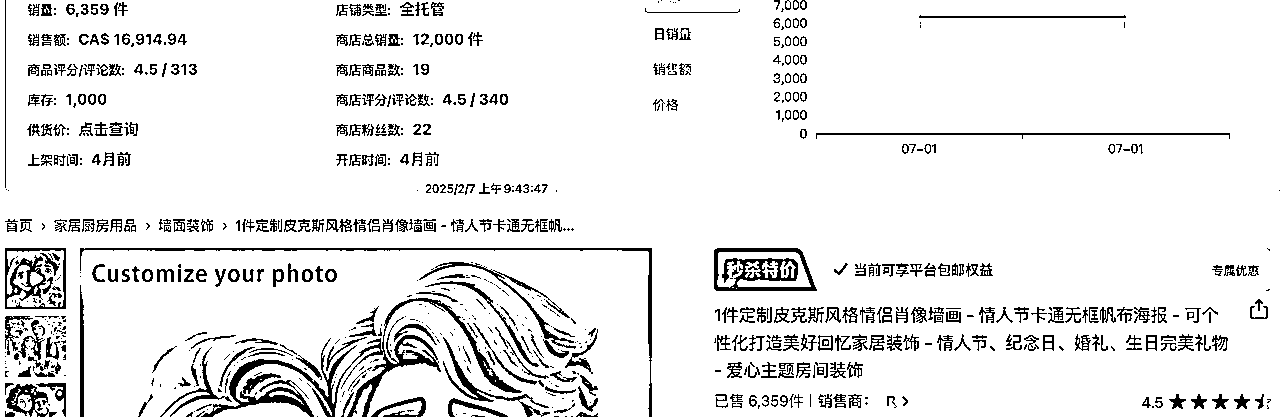 销量: 6,359 件
店铺类型: 全托管
销售额: CA$ 16,914.94
商店总销量: 12,000 件
商品评分/评论数: 4.5 / 313
商店商品数: 19
库存: 1,000
商店评分/评论数: 4.5 / 340
供货价: 点击查询
商店粉丝数: 22
上架时间: 4月前
开店时间: 4月前
2025/2/7 上午9:43:47
日销量
销售额
价格
7,000
6,000
5,000
4,000
3,000
2,000
1,000
0
07-01 07-01
首页 › 家居厨房用品 › 墙面装饰 › 1件定制皮克斯风格情侣肖像墙画 - 情人节卡通无框帆...
Customize your photo
秒杀特价
✓ 当前可享平台包邮权益
专属优惠
1件定制皮克斯风格情侣肖像墙画 - 情人节卡通无框帆布海报 - 可个
性化打造美好回忆家居装饰 - 情人节、纪念日、婚礼、生日完美礼物
- 爱心主题房间装饰
已售 6,359件 | 销售商:
4.5